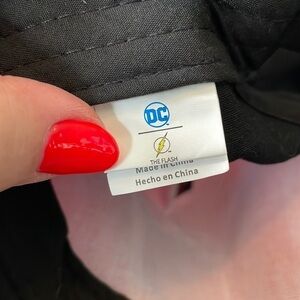 DC
THE FLASH
Made in China
Hecho en China